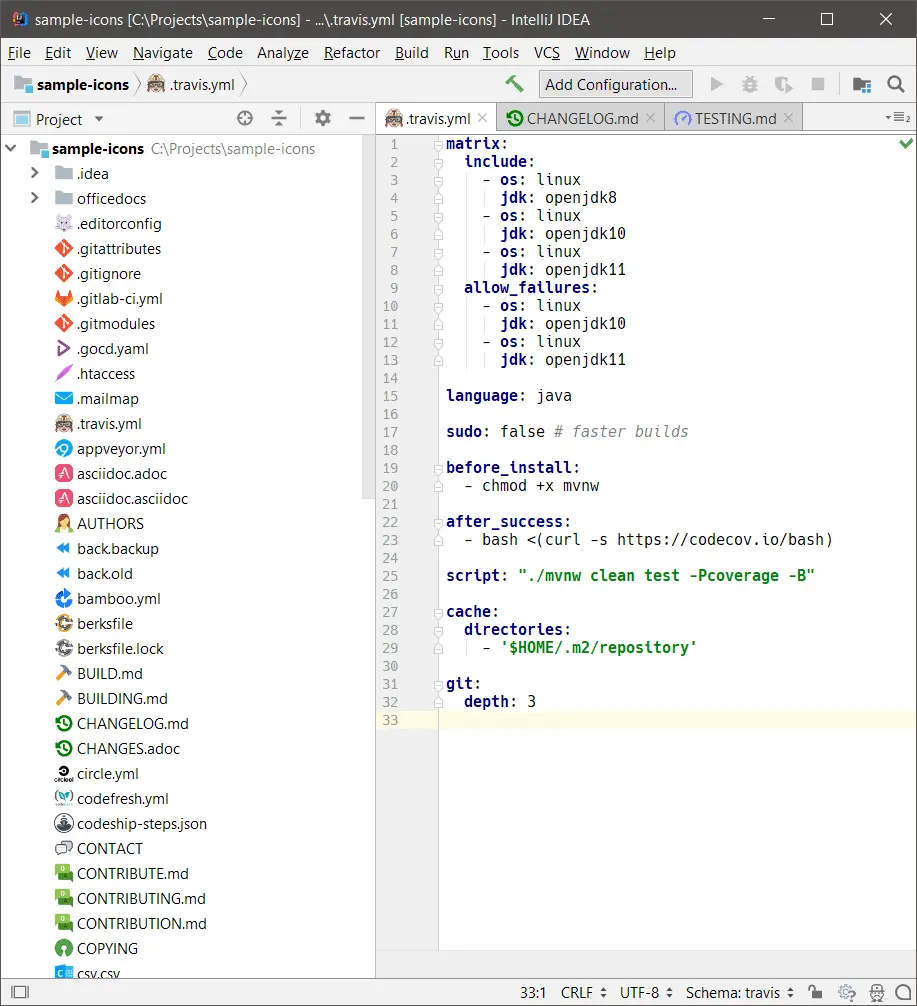 sample-icons [C:\Projects\sample-icons] - ...\.travis.yml [sample-icons] - IntelliJ IDEA
File Edit View Navigate Code Analyze Refactor Build Run Tools VCS Window Help
sample-icons .travis.yml Add Configuration...
Project
.travis.yml CHANGELOG.md TESTING.md 2
sample-icons C:\Projects\sample-icons
.idea
officedocs
.editorconfig
.gitattributes
.gitignore
.gitlab-ci.yml
.gitmodules
.gocd.yaml
.htaccess
.mailmap
.travis.yml
appveyor.yml
asciidoc.adoc
asciidoc.asciidoc
AUTHORS
back.backup
back.old
bamboo.yml
berksfile
berksfile.lock
BUILD.md
BUILDING.md
CHANGELOG.md
CHANGES.adoc
circle.yml
codefresh.yml
codeship-steps.json
CONTACT
CONTRIBUTE.md
CONTRIBUTING.md
CONTRIBUTION.md
COPYING
csv.csv
1 matrix:
2 include:
3 - os: linux
4 jdk: openjdk8
5 - os: linux
6 jdk: openjdk10
7 - os: linux
8 jdk: openjdk11
9 allow_failures:
10 - os: linux
11 jdk: openjdk10
12 - os: linux
13 jdk: openjdk11
14
15 language: java
16
17 sudo: false # faster builds
18
19 before_install:
20 - chmod +x mvnw
21
22 after_success:
23 - bash <(curl -s https://codecov.io/bash)
24
25 script: "./mvnw clean test -Pcoverage -B"
26
27 cache:
28 directories:
29 - '$HOME/.m2/repository'
30
31 git:
32 depth: 3
33
33:1 CRLF UTF-8 Schema: travis